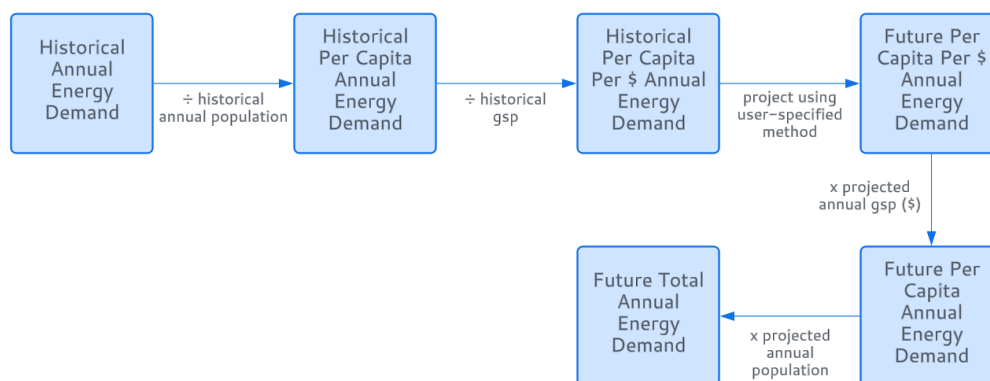 Historical
Annual
Energy
Demand
÷ historical
annual population
Historical
Per Capita
Annual
Energy
Demand
÷ historical
gsp
Historical
Per Capita
Per $ Annual
Energy
Demand
project using
user-specified
method
Future Per
Capita Per $
Annual
Energy
Demand
x projected
annual gsp ($)
Future Per
Capita
Annual
Energy
Demand
x projected
annual
population
Future Total
Annual
Energy
Demand